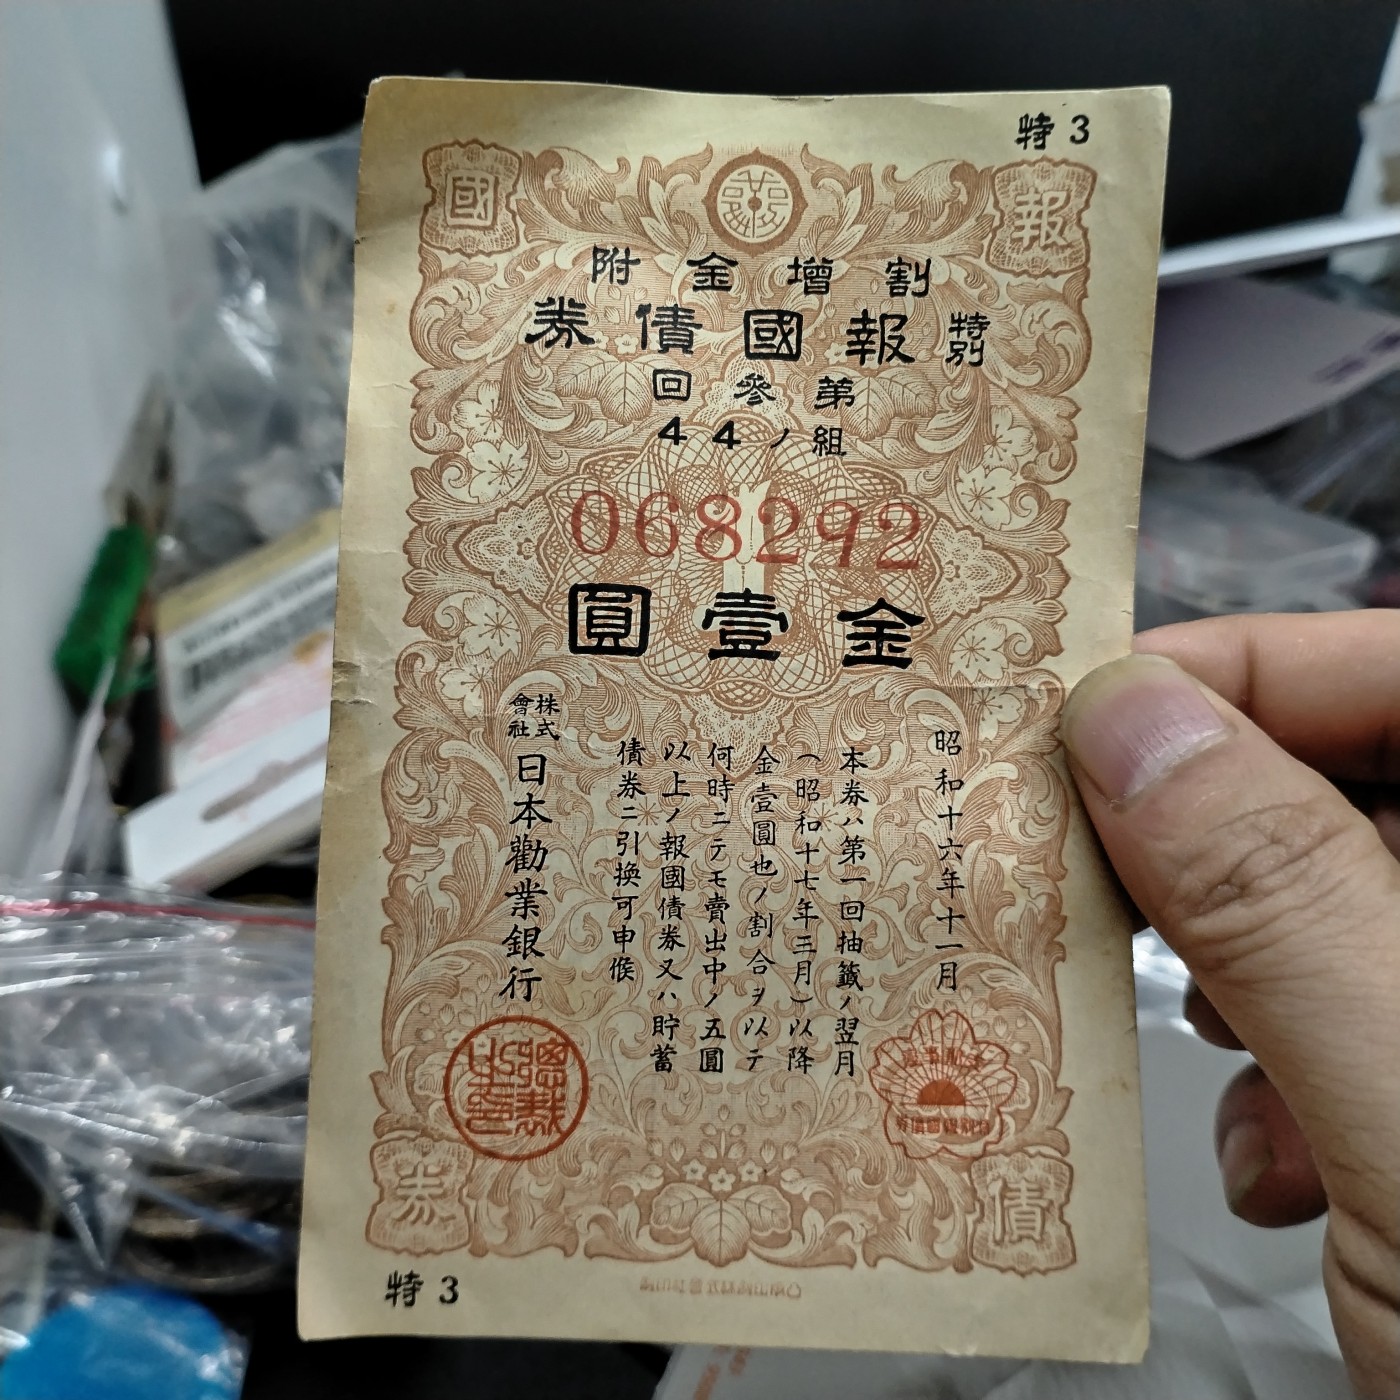 特3
國
報
割增金附
特別報國債券
第參回
44ノ組
068292
金壹圓
昭和十六年十一月
本券ハ第一回抽籤ノ翌月
(昭和十七年三月)以降
金壹圓也ノ割合ヲ以テ
何時ニテモ賣出中ノ五圓
以上ノ報國債券又ハ貯蓄
債券ニ引換可申候
株式會社日本勸業銀行
券
債
特3